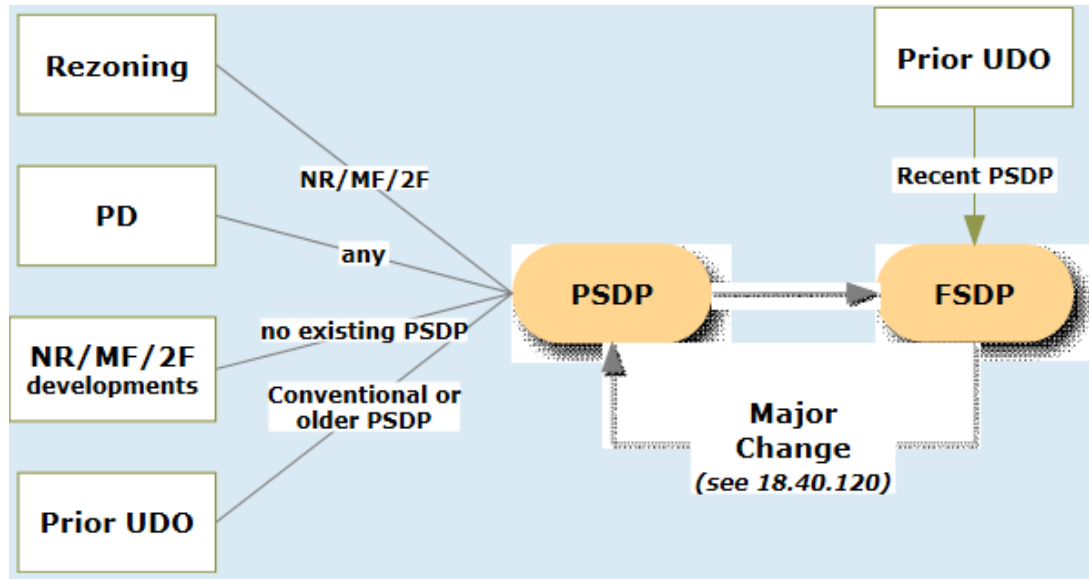 Rezoning
Prior UDO
NR/MF/2F
Recent PSDP
PD
any
PSDP
FSDP
no existing PSDP
NR/MF/2F
developments
Conventional or
older PSDP
Major
Change
(see 18.40.120)
Prior UDO